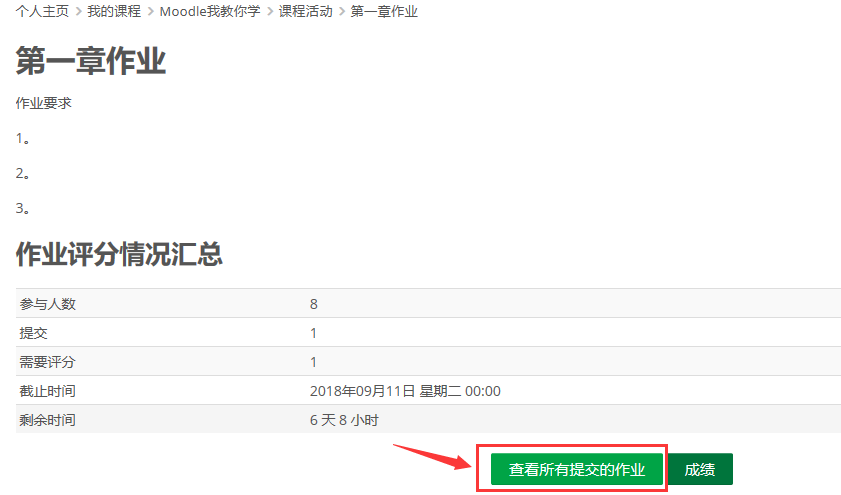 个人主页 > 我的课程 > Moodle我教你学 > 课程活动 > 第一章作业
第一章作业
作业要求
1。
2。
3。
作业评分情况汇总
参与人数 8
提交 1
需要评分 1
截止时间 2018年09月11日 星期二 00:00
剩余时间 6 天 8 小时
查看所有提交的作业 成绩